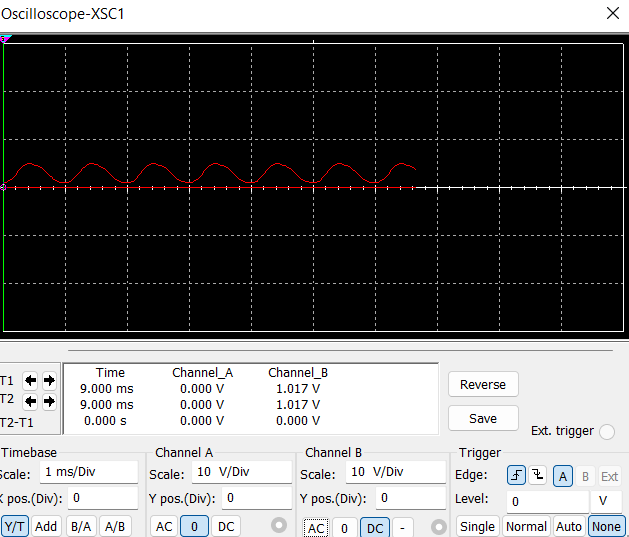 Oscilloscope-XSC1
Time Channel_A Channel_B
T1 9.000 ms 0.000 V 1.017 V
T2 9.000 ms 0.000 V 1.017 V
T2-T1 0.000 s 0.000 V 0.000 V
Reverse
Save
Ext. trigger
Timebase
Scale: 1 ms/Div
X pos.(Div): 0
Y/T Add B/A A/B
Channel A
Scale: 10 V/Div
Y pos.(Div): 0
AC 0 DC
Channel B
Scale: 10 V/Div
Y pos.(Div): 0
AC 0 DC -
Trigger
Edge: A B Ext
Level: 0 V
Single Normal Auto None